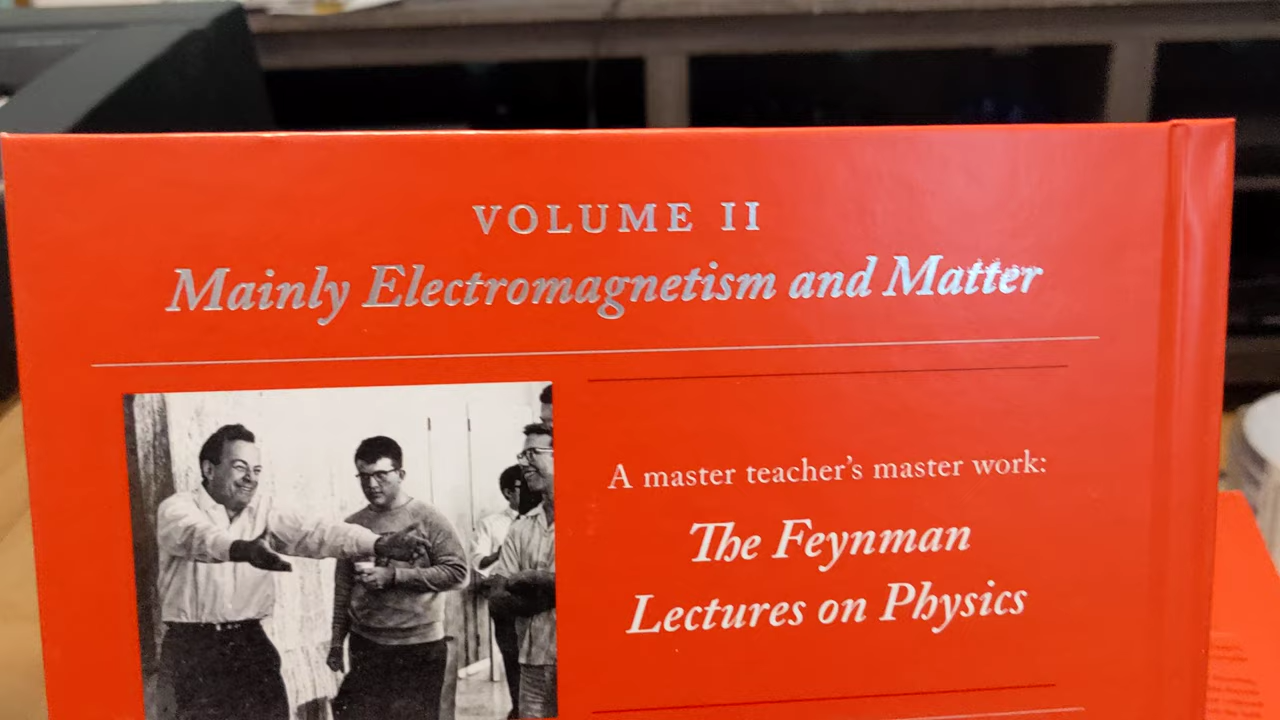 VOLUME II
Mainly Electromagnetism and Matter
A master teacher's master work:
The Feynman
Lectures on Physics